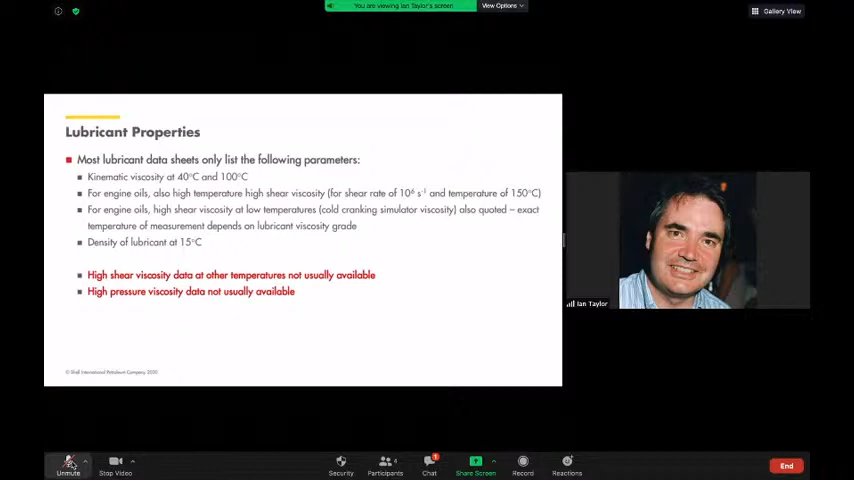 You are viewing Ian Taylor's screen
View Options
Gallery View
Lubricant Properties
Most lubricant data sheets only list the following parameters:
Kinematic viscosity at 40°C and 100°C
For engine oils, also high temperature high shear viscosity (for shear rate of 10⁶ s⁻¹ and temperature of 150°C)
For engine oils, high shear viscosity at low temperatures (cold cranking simulator viscosity) also quoted – exact
temperature of measurement depends on lubricant viscosity grade
Density of lubricant at 15°C
High shear viscosity data at other temperatures not usually available
High pressure viscosity data not usually available
© Shell International Petroleum Company 2020
Ian Taylor
Unmute
Stop Video
Security
Participants
4
Chat
1
Share Screen
Record
Reactions
End